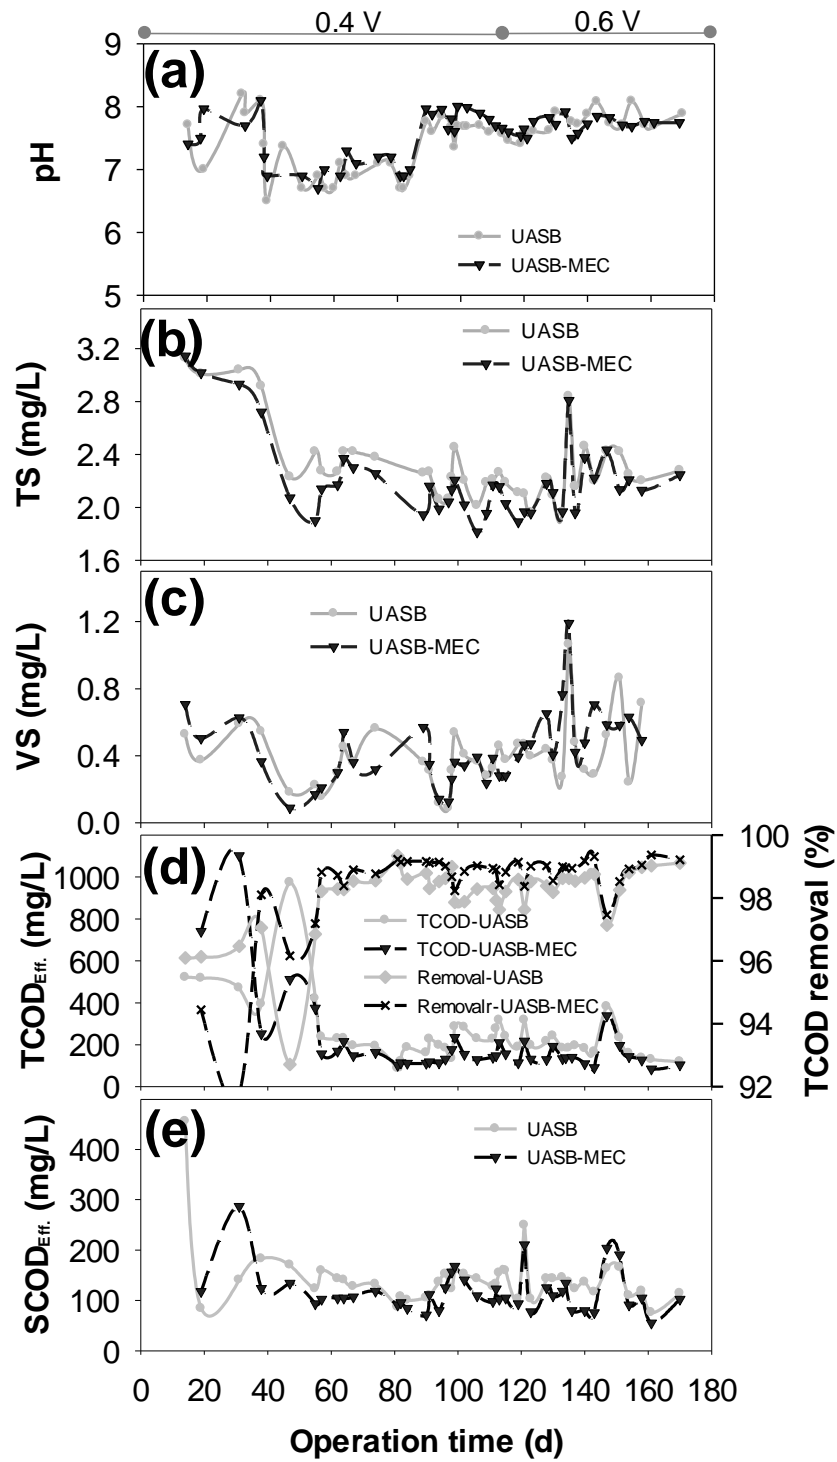 0.4 V 0.6 V
(a)
pH
9
8
7
6
5
UASB
UASB-MEC
(b)
TS (mg/L)
3.2
2.8
2.4
2.0
1.6
UASB
UASB-MEC
(c)
VS (mg/L)
1.2
0.8
0.4
0.0
UASB
UASB-MEC
(d)
TCODEff. (mg/L)
1000
800
600
400
200
0
TCOD-UASB
TCOD-UASB-MEC
Removal-UASB
Removalr-UASB-MEC
100
98
96
94
92
TCOD removal (%)
(e)
SCODEff. (mg/L)
400
300
200
100
0
UASB
UASB-MEC
0 20 40 60 80 100 120 140 160 180
Operation time (d)